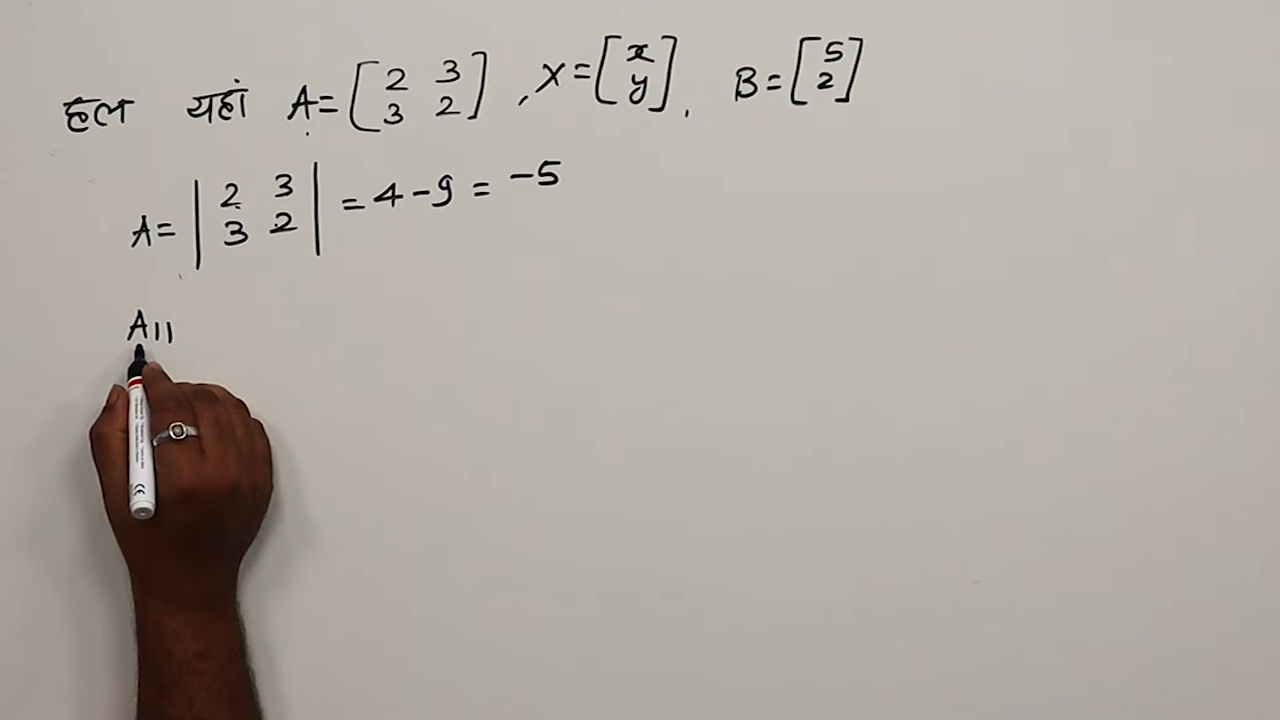 हल यहां A= [ 2 3 3 2 ] , X= [ x y ] , B= [ 5 2 ]
A= | 2 3 3 2 | = 4 - 9 = -5
A11